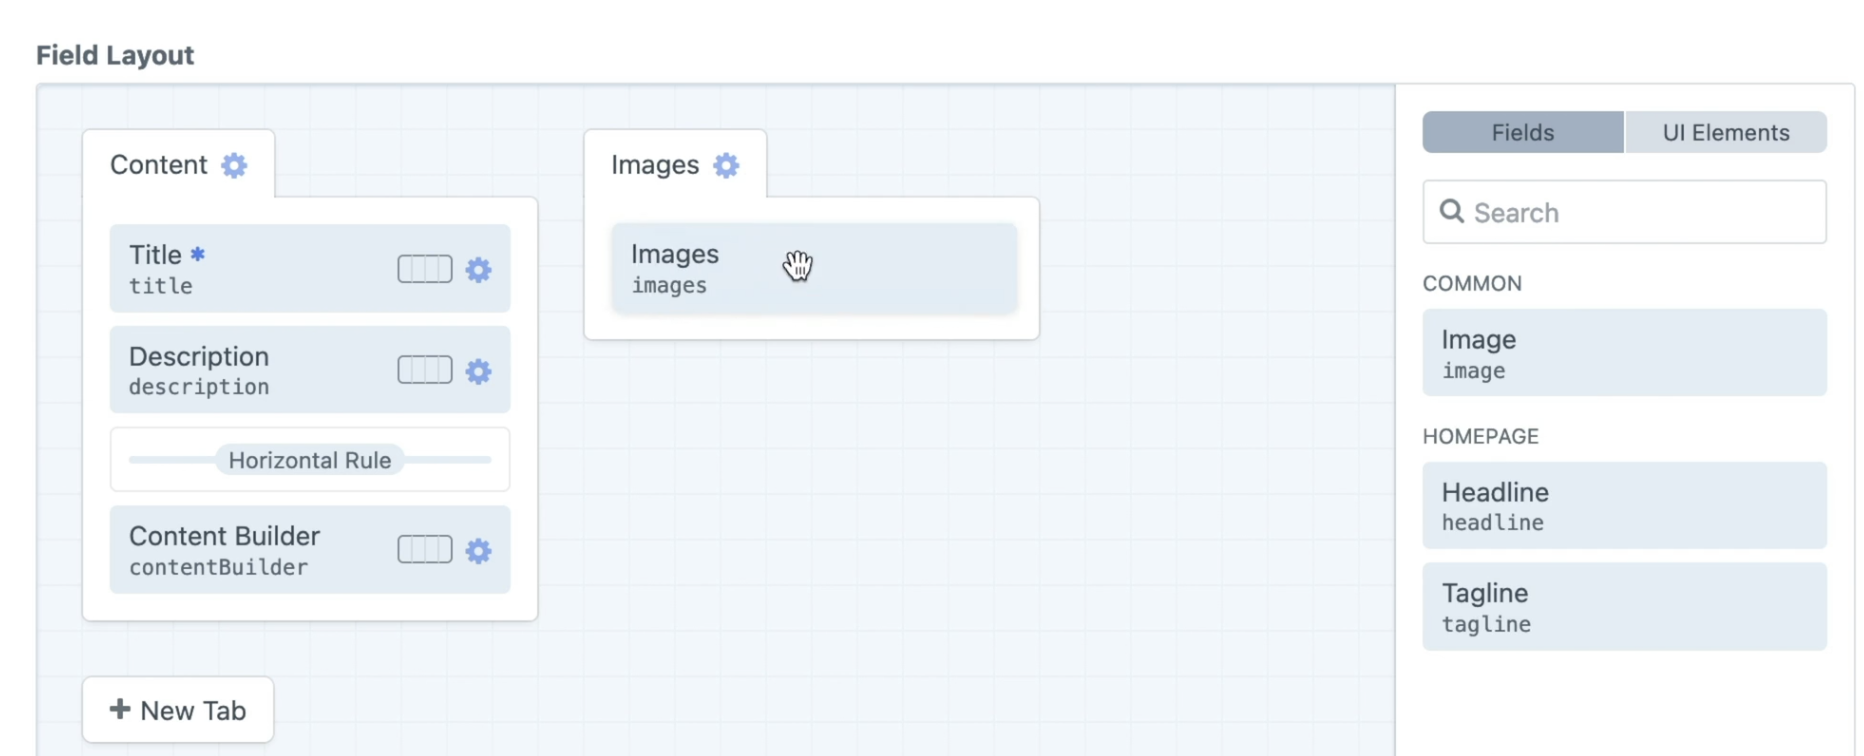 Field Layout
Content
Title *
title
Description
description
Horizontal Rule
Content Builder
contentBuilder
+ New Tab
Images
Images
images
Fields
UI Elements
Search
COMMON
Image
image
HOMEPAGE
Headline
headline
Tagline
tagline